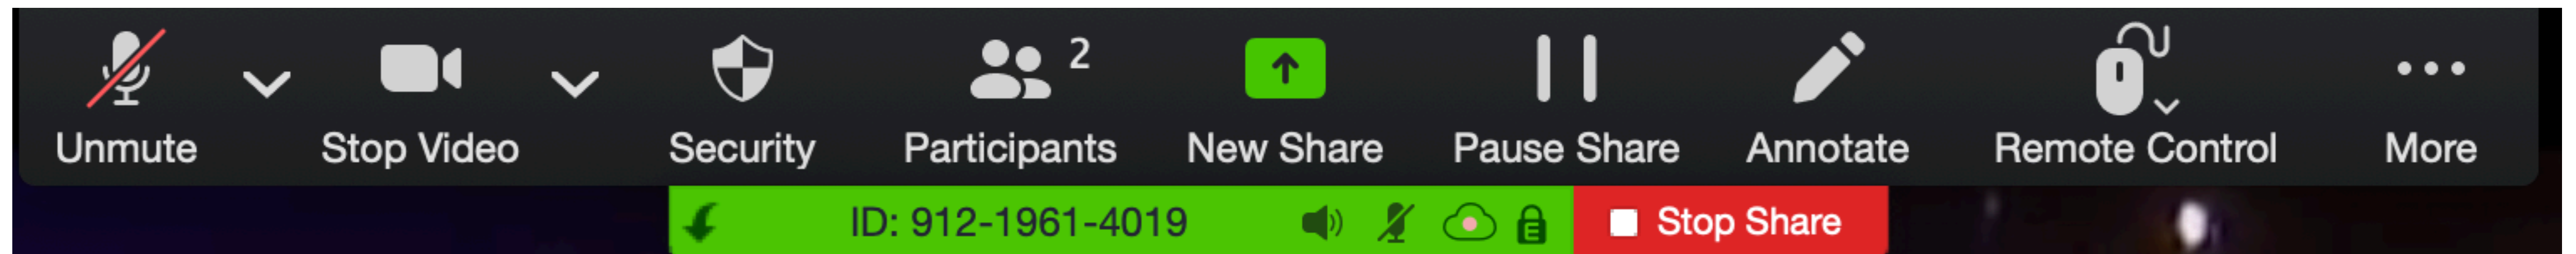 2
Unmute Stop Video Security Participants New Share Pause Share Annotate Remote Control More
ID: 912-1961-4019 Stop Share